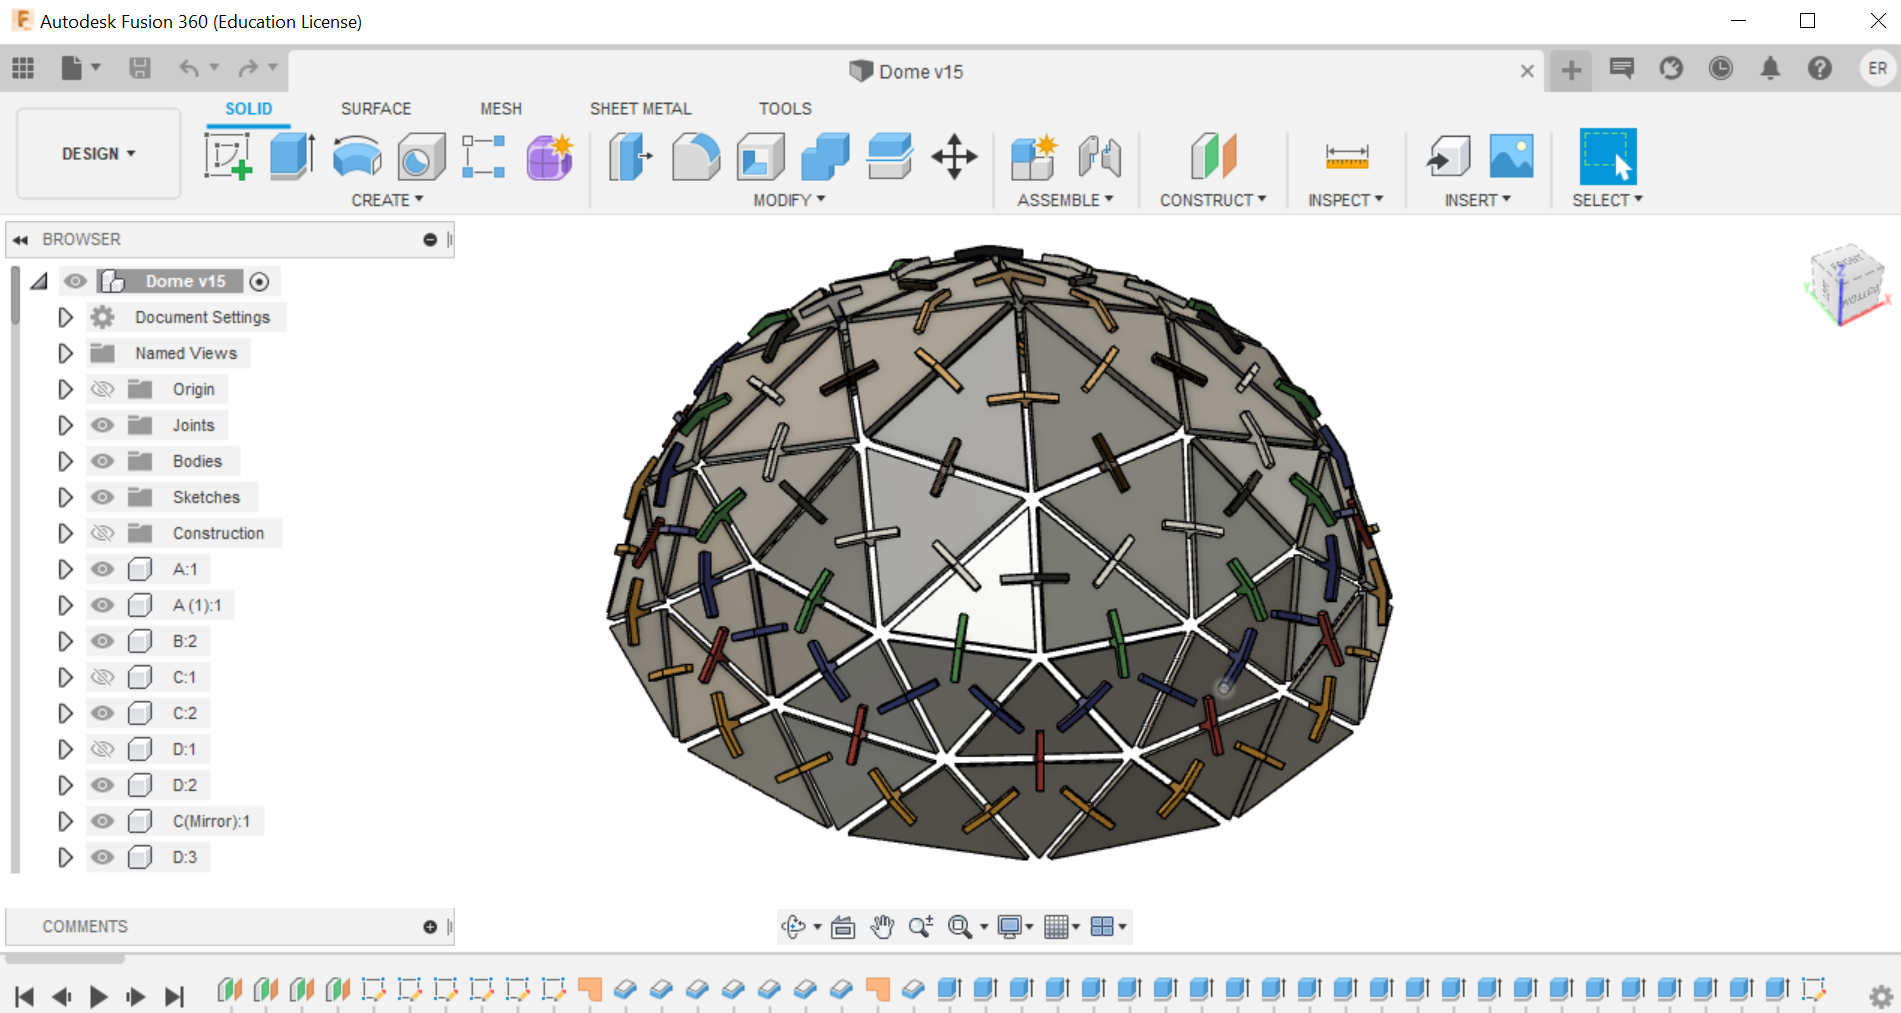 Autodesk Fusion 360 (Education License)
Dome v15
ER
SOLID SURFACE MESH SHEET METAL TOOLS
DESIGN
CREATE MODIFY ASSEMBLE CONSTRUCT INSPECT INSERT SELECT
BROWSER
Dome v15
Document Settings
Named Views
Origin
Joints
Bodies
Sketches
Construction
A:1
A (1):1
B:2
C:1
C:2
D:1
D:2
C(Mirror):1
D:3
FRONT
BOTTOM
Z
Y
X
COMMENTS